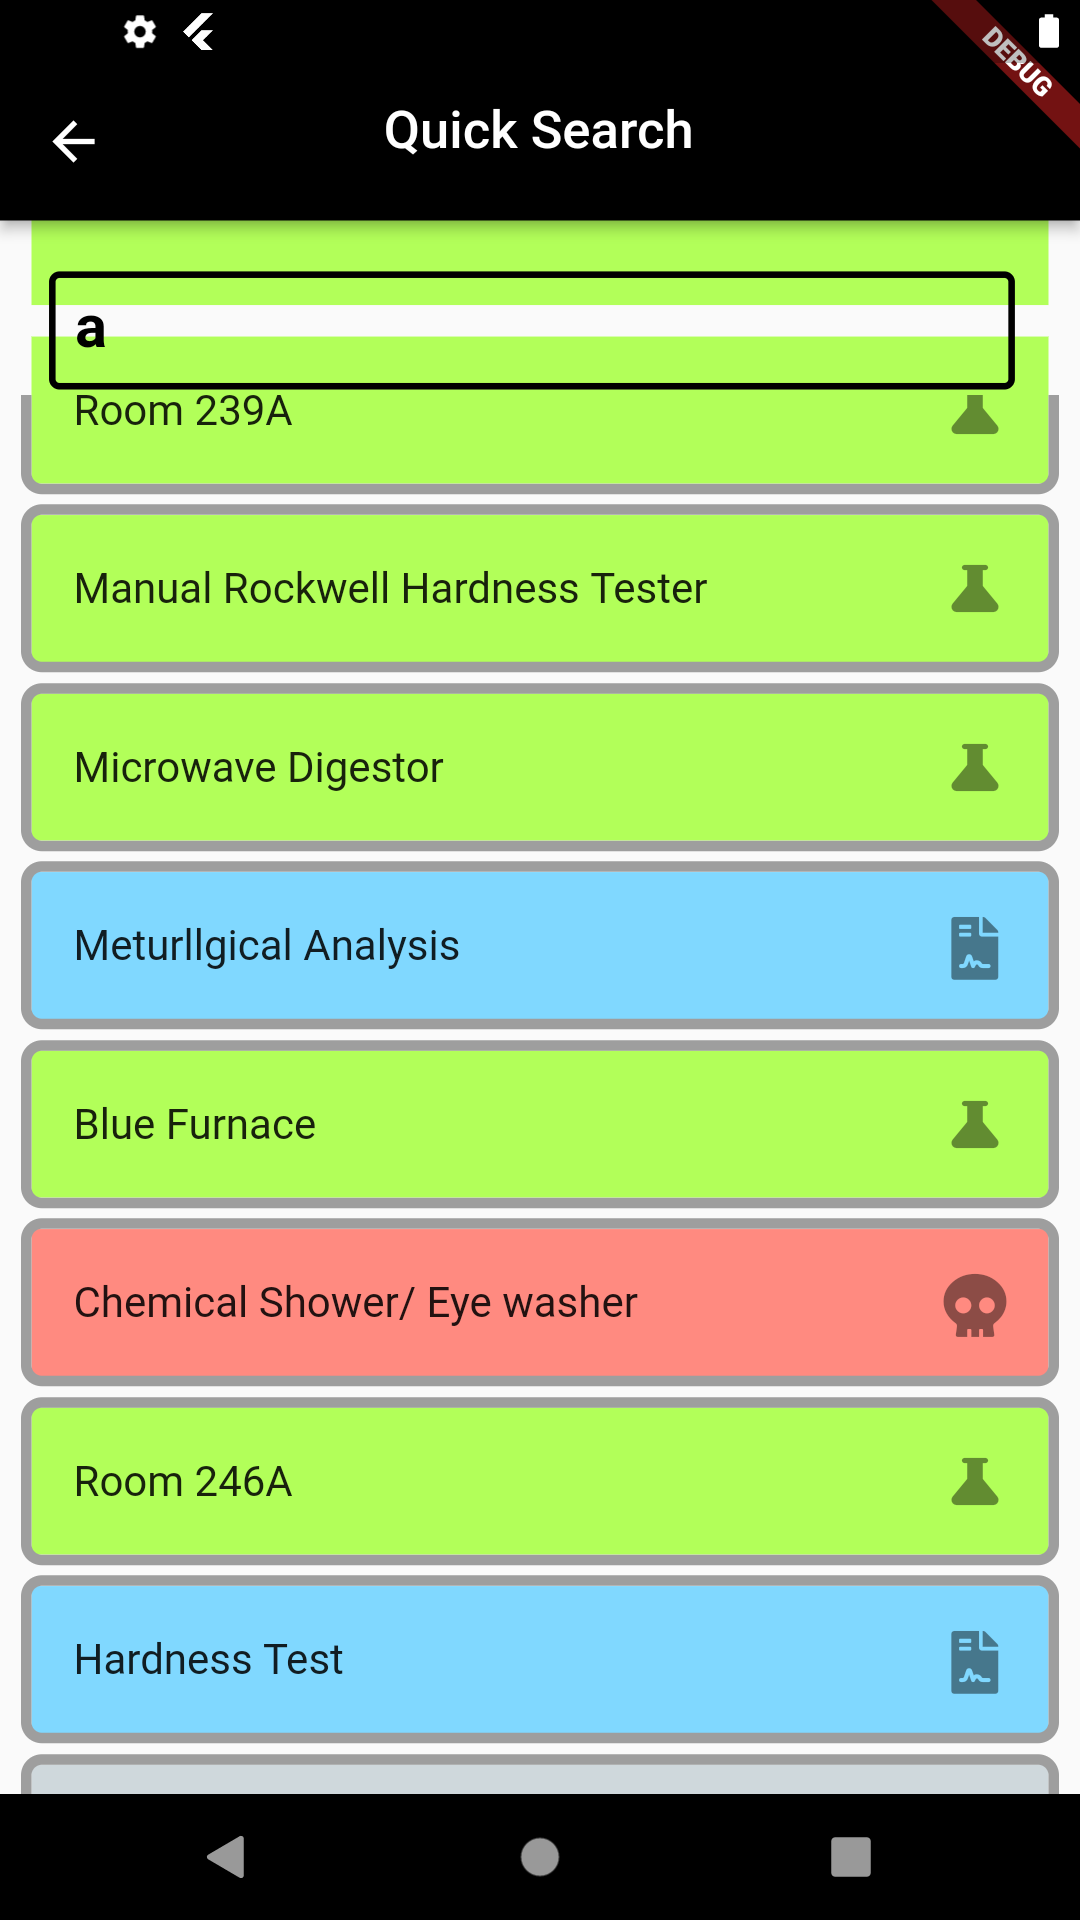 DEBUG
Quick Search
a
Room 239A
Manual Rockwell Hardness Tester
Microwave Digestor
Meturllgical Analysis
Blue Furnace
Chemical Shower/ Eye washer
Room 246A
Hardness Test